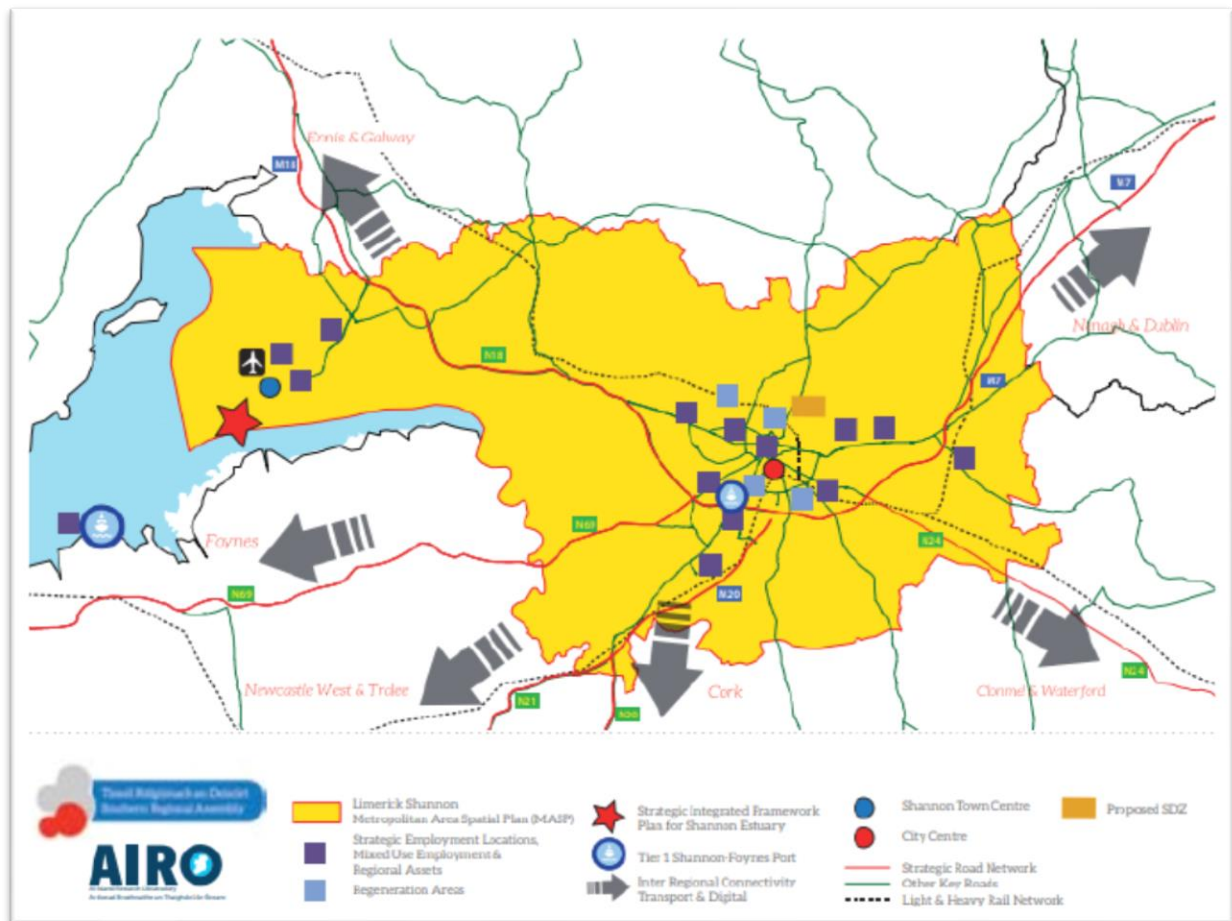 Ennis & Galway
M18
M7
Nenagh & Dublin
N18
M7
Foynes
N69
N69
N24
N20
Newcastle West & Tralee
Cork
N21
N20
Clonmel & Waterford
N24
Tionól Réigiúnach an Deiscirt
Southern Regional Assembly
AIRO
Limerick Shannon
Metropolitan Area Spatial Plan (MASP)
Strategic Employment Locations,
Mixed Use Employment &
Regional Assets
Regeneration Areas
Strategic Integrated Framework
Plan for Shannon Estuary
Tier 1 Shannon-Foynes Port
Inter Regional Connectivity
Transport & Digital
Shannon Town Centre
City Centre
Strategic Road Network
Other Key Roads
Light & Heavy Rail Network
Proposed SDZ